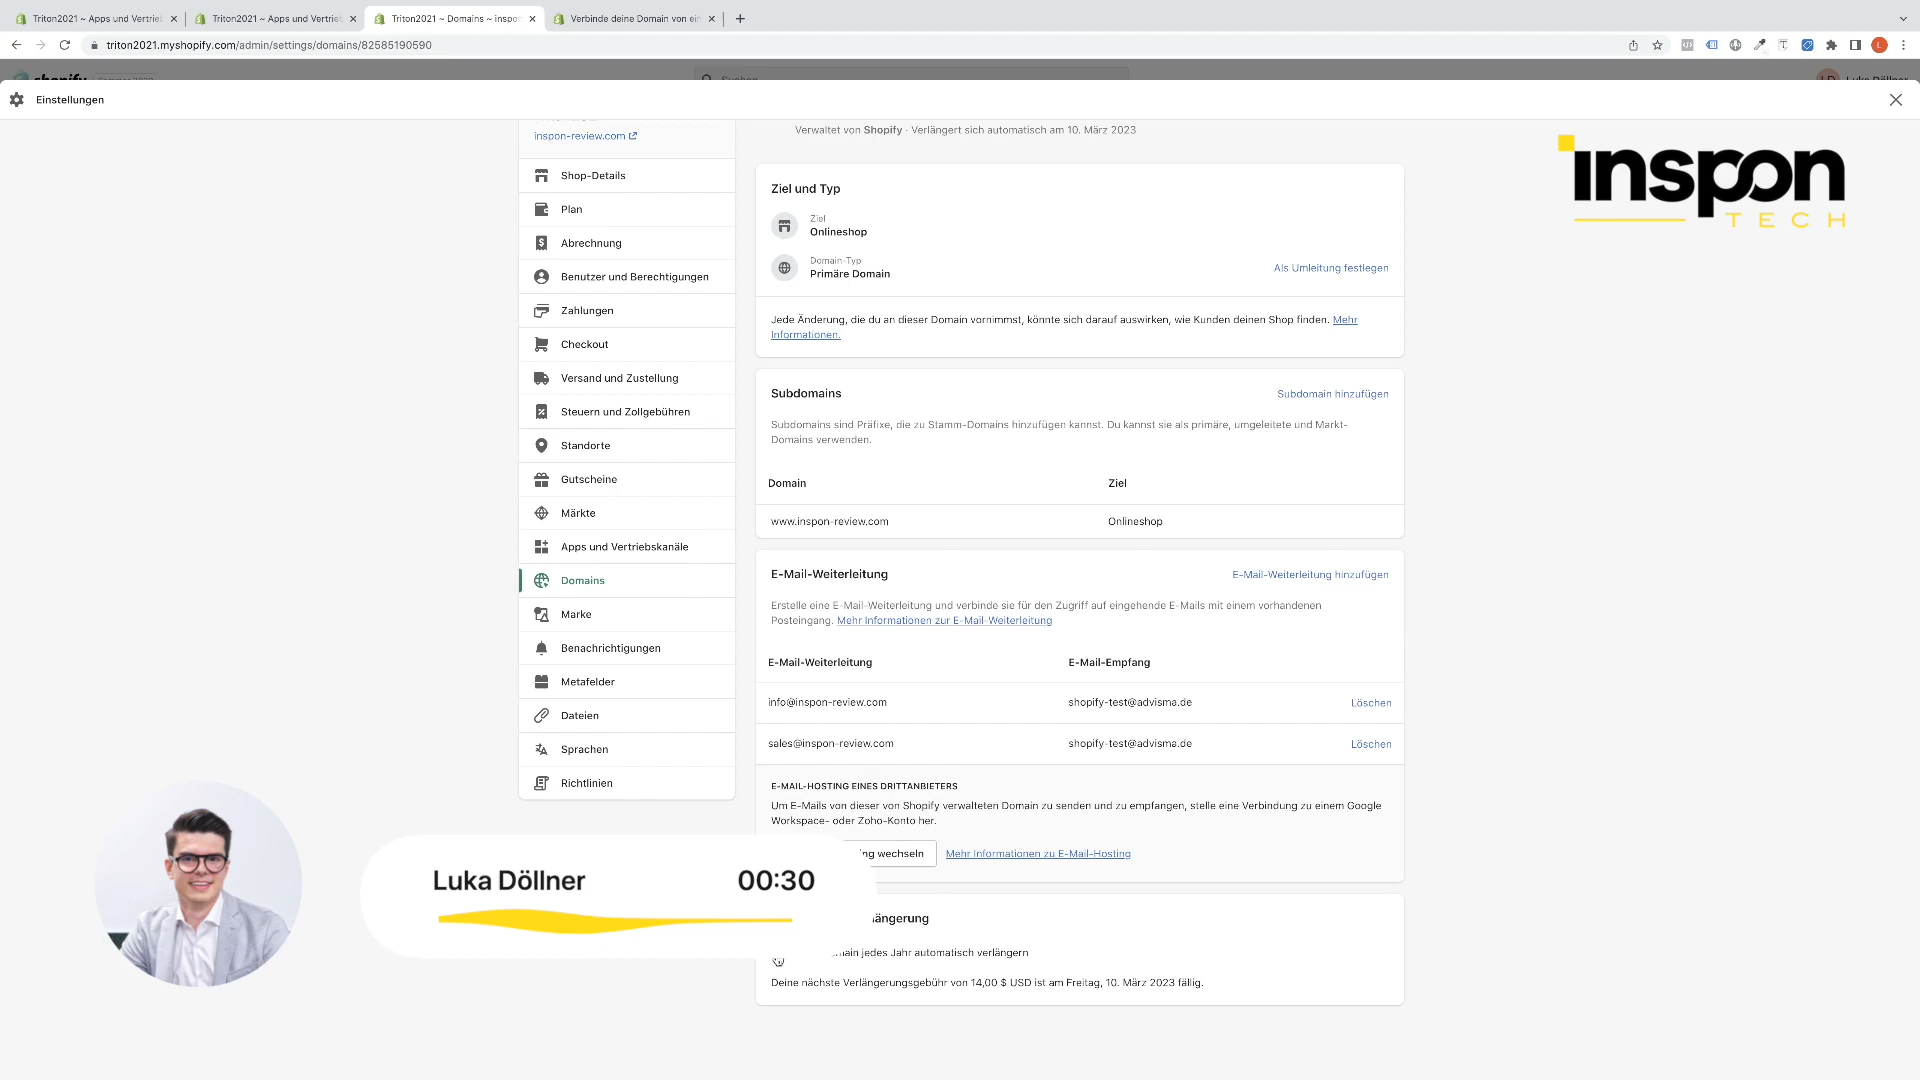 Triton2021 ~ Apps und Vertrieb
Triton2021 ~ Apps und Vertrieb
Triton2021 ~ Domains ~ inspon
Verbinde deine Domain von ein
triton2021.myshopify.com/admin/settings/domains/82585190590
shopify
Suchen
LD
Luka Döllner
Einstellungen
inspon-review.com
Shop-Details
Plan
Abrechnung
Benutzer und Berechtigungen
Zahlungen
Checkout
Versand und Zustellung
Steuern und Zollgebühren
Standorte
Gutscheine
Märkte
Apps und Vertriebskanäle
Domains
Marke
Benachrichtigungen
Metafelder
Dateien
Sprachen
Richtlinien
Verwaltet von Shopify · Verlängert sich automatisch am 10. März 2023
Ziel und Typ
Ziel
Onlineshop
Domain-Typ
Primäre Domain
Als Umleitung festlegen
Jede Änderung, die du an dieser Domain vornimmst, könnte sich darauf auswirken, wie Kunden deinen Shop finden. Mehr
Informationen.
Subdomains
Subdomain hinzufügen
Subdomains sind Präfixe, die zu Stamm-Domains hinzufügen kannst. Du kannst sie als primäre, umgeleitete und Markt-
Domains verwenden.
Domain Ziel
www.inspon-review.com Onlineshop
E-Mail-Weiterleitung
E-Mail-Weiterleitung hinzufügen
Erstelle eine E-Mail-Weiterleitung und verbinde sie für den Zugriff auf eingehende E-Mails mit einem vorhandenen
Posteingang. Mehr Informationen zur E-Mail-Weiterleitung
E-Mail-Weiterleitung E-Mail-Empfang
info@inspon-review.com shopify-test@advisma.de Löschen
sales@inspon-review.com shopify-test@advisma.de Löschen
E-MAIL-HOSTING EINES DRITTANBIETERS
Um E-Mails von dieser von Shopify verwalteten Domain zu senden und zu empfangen, stelle eine Verbindung zu einem Google
Workspace- oder Zoho-Konto her.
ing wechseln
Mehr Informationen zu E-Mail-Hosting
längerung
main jedes Jahr automatisch verlängern
Deine nächste Verlängerungsgebühr von 14,00 $ USD ist am Freitag, 10. März 2023 fällig.
inspon
TECH
Luka Döllner 00:30